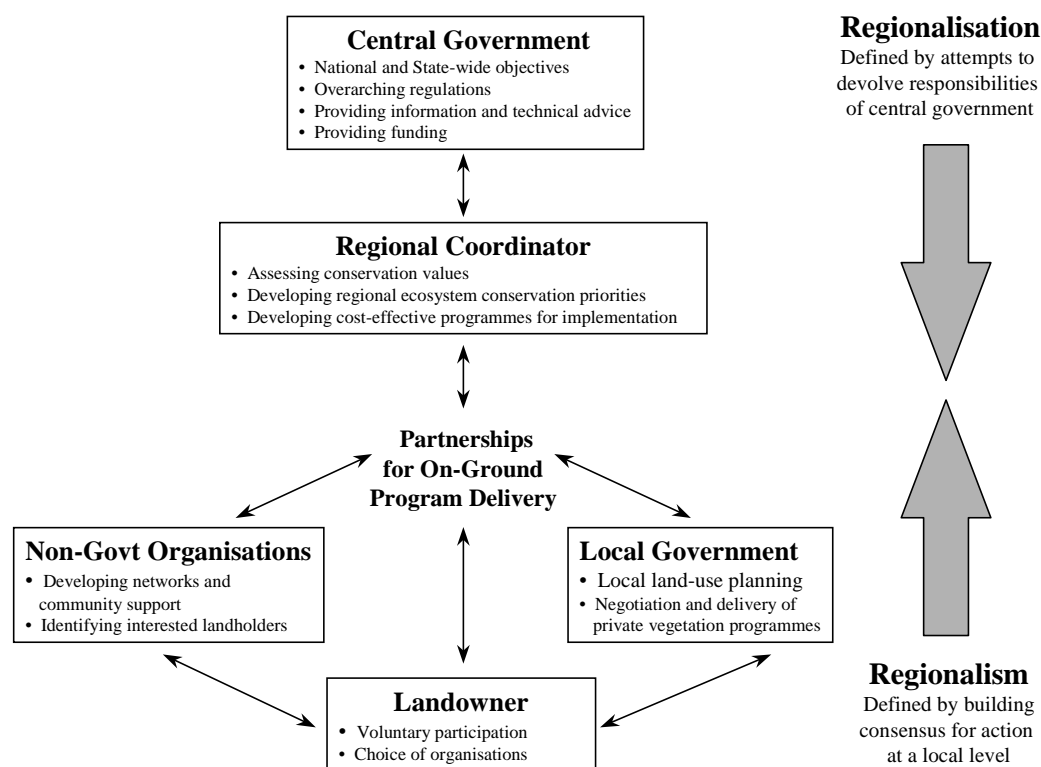 Central Government
• National and State-wide objectives
• Overarching regulations
• Providing information and technical advice
• Providing funding
Regionalisation
Defined by attempts to
devolve responsibilities
of central government
Regional Coordinator
• Assessing conservation values
• Developing regional ecosystem conservation priorities
• Developing cost-effective programmes for implementation
Partnerships
for On-Ground
Program Delivery
Non-Govt Organisations
• Developing networks and
community support
• Identifying interested landholders
Local Government
• Local land-use planning
• Negotiation and delivery of
private vegetation programmes
Landowner
• Voluntary participation
• Choice of organisations
Regionalism
Defined by building
consensus for action
at a local level